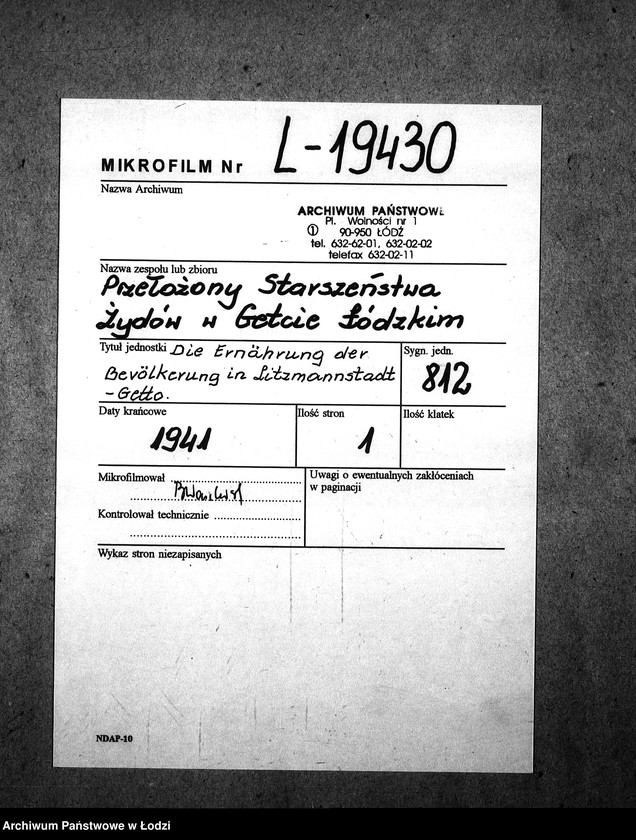 MIKROFILM Nr L-19430
Nazwa Archiwum
ARCHIWUM PAŃSTWOWE
Pl. Wolności nr 1
① 90-950 ŁÓDŹ
tel. 632-62-01, 632-02-02
telefax 632-02-11
Nazwa zespołu lub zbioru
Przełożony Starszeństwa
Żydów w Getcie Łódzkim
Tytuł jednostki Die Ernährung der
Bevölkerung in Litzmannstadt
-Getto.
Sygn. jedn.
812
Daty krańcowe
1941
Ilość stron
1
Ilość klatek
Mikrofilmował
Kontrolował technicznie
Uwagi o ewentualnych zakłóceniach
w paginacji
Wykaz stron niezapisanych
NDAP-10
Archiwum Państwowe w Łodzi